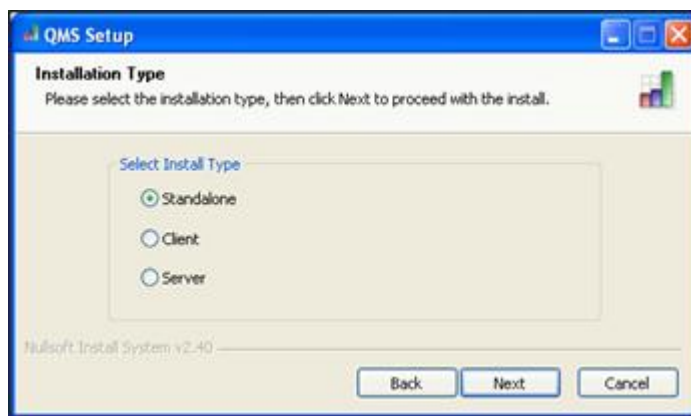 QMS Setup
Installation Type
Please select the installation type, then click Next to proceed with the install.
Select Install Type
Standalone
Client
Server
Nullsoft Install System v2.40
Back Next Cancel